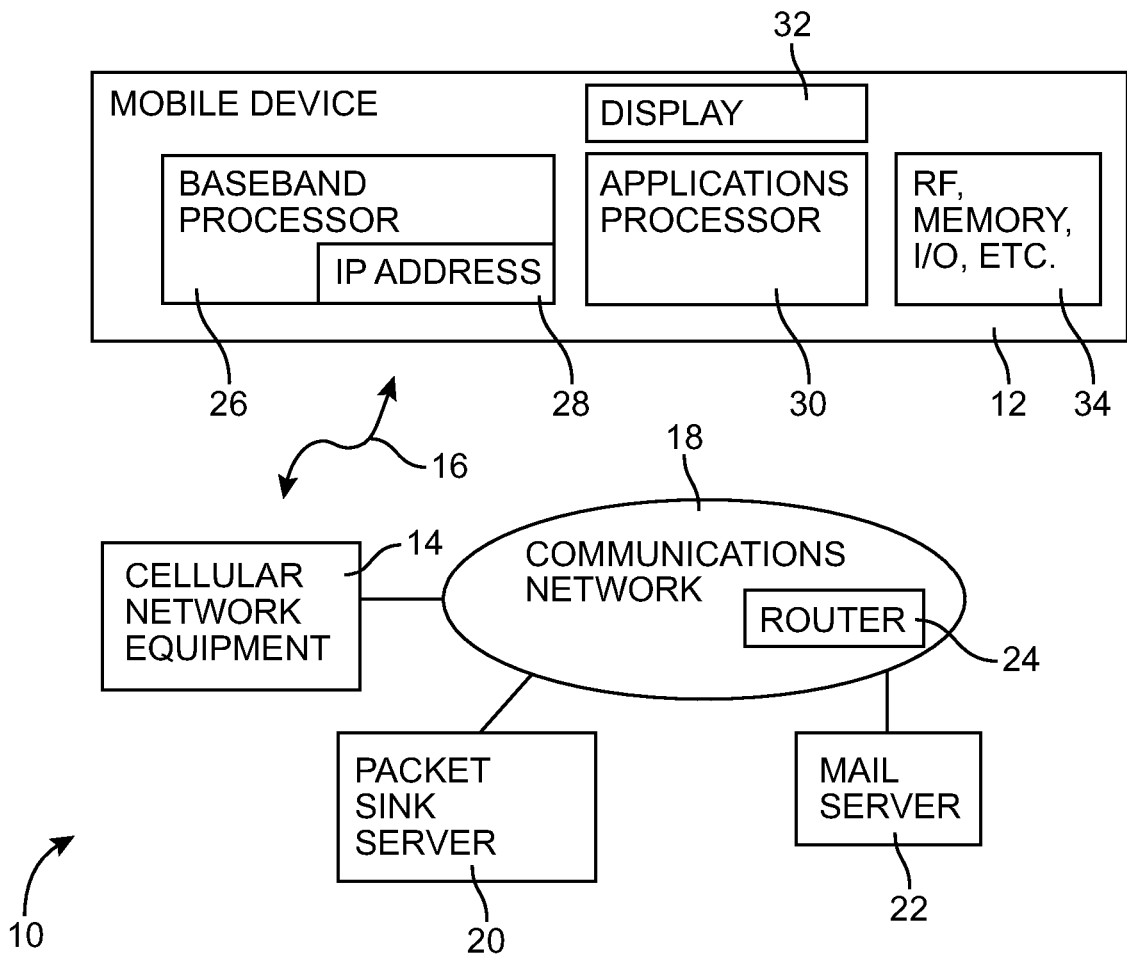 32
MOBILE DEVICE
DISPLAY
BASEBAND
PROCESSOR
IP ADDRESS
APPLICATIONS
PROCESSOR
RF,
MEMORY,
I/O, ETC.
26
28
30
12
34
16
18
14
CELLULAR
NETWORK
EQUIPMENT
COMMUNICATIONS
NETWORK
ROUTER
24
PACKET
SINK
SERVER
MAIL
SERVER
10
20
22